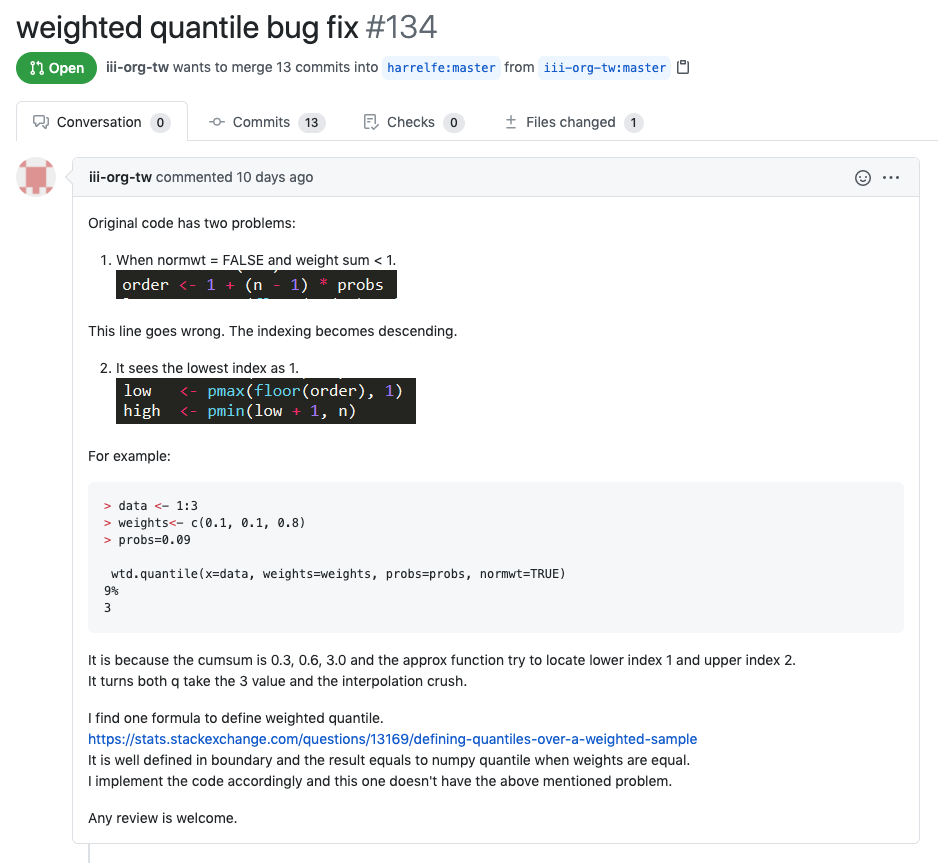 weighted quantile bug fix #134
Open iii-org-tw wants to merge 13 commits into harrelfe:master from iii-org-tw:master
Conversation 0 Commits 13 Checks 0 Files changed 1
iii-org-tw commented 10 days ago
Original code has two problems:
1. When normwt = FALSE and weight sum < 1.
order <- 1 + (n - 1) * probs
This line goes wrong. The indexing becomes descending.
2. It sees the lowest index as 1.
low <- pmax(floor(order), 1)
high <- pmin(low + 1, n)
For example:
> data <- 1:3
> weights<- c(0.1, 0.1, 0.8)
> probs=0.09
wtd.quantile(x=data, weights=weights, probs=probs, normwt=TRUE)
9%
3
It is because the cumsum is 0.3, 0.6, 3.0 and the approx function try to locate lower index 1 and upper index 2.
It turns both q take the 3 value and the interpolation crush.
I find one formula to define weighted quantile.
https://stats.stackexchange.com/questions/13169/defining-quantiles-over-a-weighted-sample
It is well defined in boundary and the result equals to numpy quantile when weights are equal.
I implement the code accordingly and this one doesn't have the above mentioned problem.
Any review is welcome.